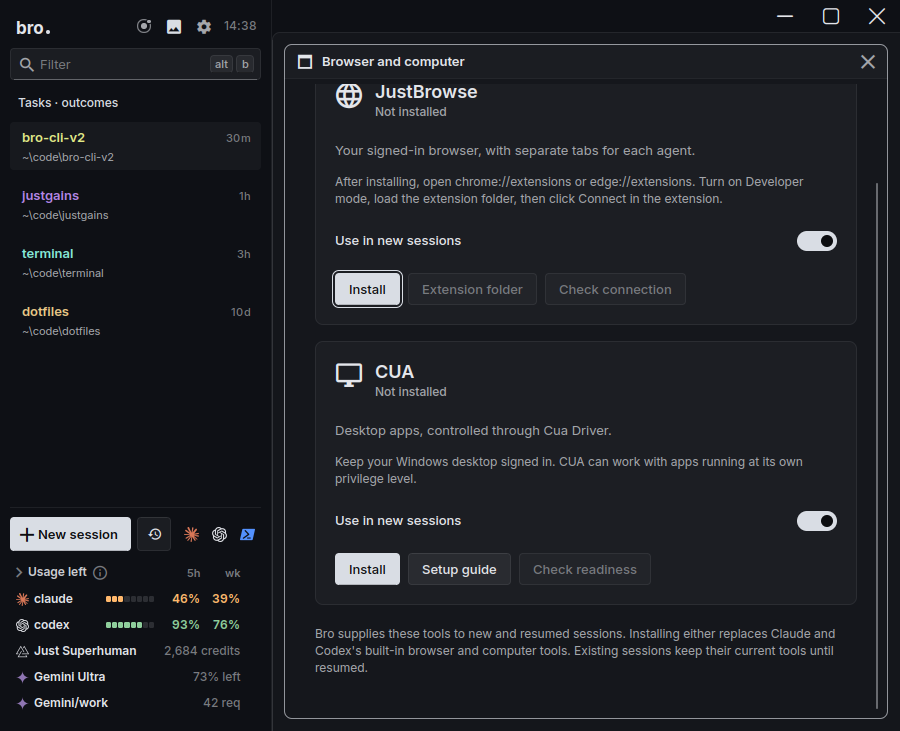 bro.
14:38
Filter
alt
b
Tasks · outcomes
bro-cli-v2
30m
~\code\bro-cli-v2
justgains
1h
~\code\justgains
terminal
3h
~\code\terminal
dotfiles
10d
~\code\dotfiles
New session
Usage left
5h
wk
claude
46%
39%
codex
93%
76%
Just Superhuman
2,684 credits
Gemini Ultra
73% left
Gemini/work
42 req
Browser and computer
JustBrowse
Not installed
Your signed-in browser, with separate tabs for each agent.
After installing, open chrome://extensions or edge://extensions. Turn on Developer
mode, load the extension folder, then click Connect in the extension.
Use in new sessions
Install
Extension folder
Check connection
CUA
Not installed
Desktop apps, controlled through Cua Driver.
Keep your Windows desktop signed in. CUA can work with apps running at its own
privilege level.
Use in new sessions
Install
Setup guide
Check readiness
Bro supplies these tools to new and resumed sessions. Installing either replaces Claude and
Codex's built-in browser and computer tools. Existing sessions keep their current tools until
resumed.